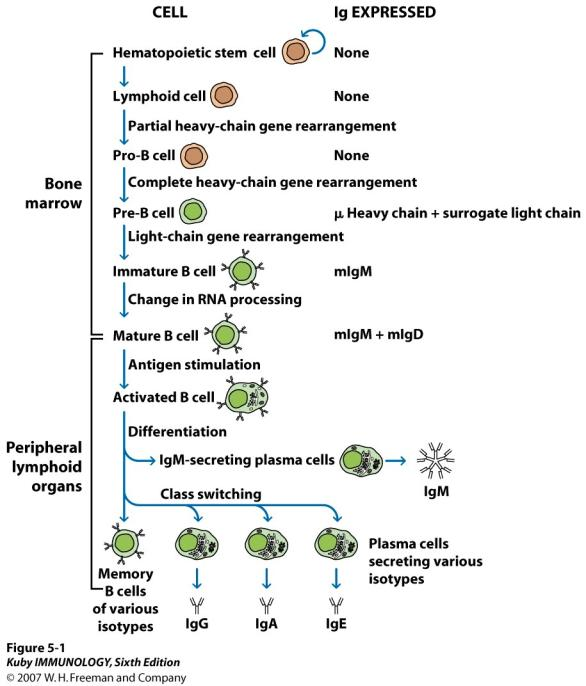 CELL Ig EXPRESSED
Hematopoietic stem cell None
Lymphoid cell None
Partial heavy-chain gene rearrangement
Pro-B cell None
Complete heavy-chain gene rearrangement
Bone
marrow
Pre-B cell μ Heavy chain + surrogate light chain
Light-chain gene rearrangement
Immature B cell mIgM
Change in RNA processing
Mature B cell mIgM + mIgD
Antigen stimulation
Activated B cell
Differentiation
Peripheral
lymphoid
organs
IgM-secreting plasma cells
IgM
Class switching
Plasma cells
secreting various
isotypes
Memory
B cells
of various
isotypes
IgG IgA IgE
Figure 5-1
Kuby IMMUNOLOGY, Sixth Edition
© 2007 W. H. Freeman and Company